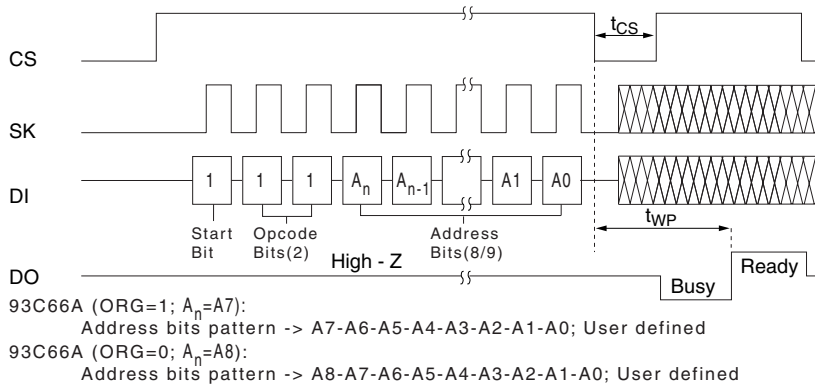 CS
tCS
SK
DI
1
1
1
An
An-1
A1
A0
Start Bit
Opcode Bits(2)
Address Bits(8/9)
tWP
DO
High - Z
Busy
Ready
93C66A (ORG=1; An=A7):
Address bits pattern -> A7-A6-A5-A4-A3-A2-A1-A0; User defined
93C66A (ORG=0; An=A8):
Address bits pattern -> A8-A7-A6-A5-A4-A3-A2-A1-A0; User defined